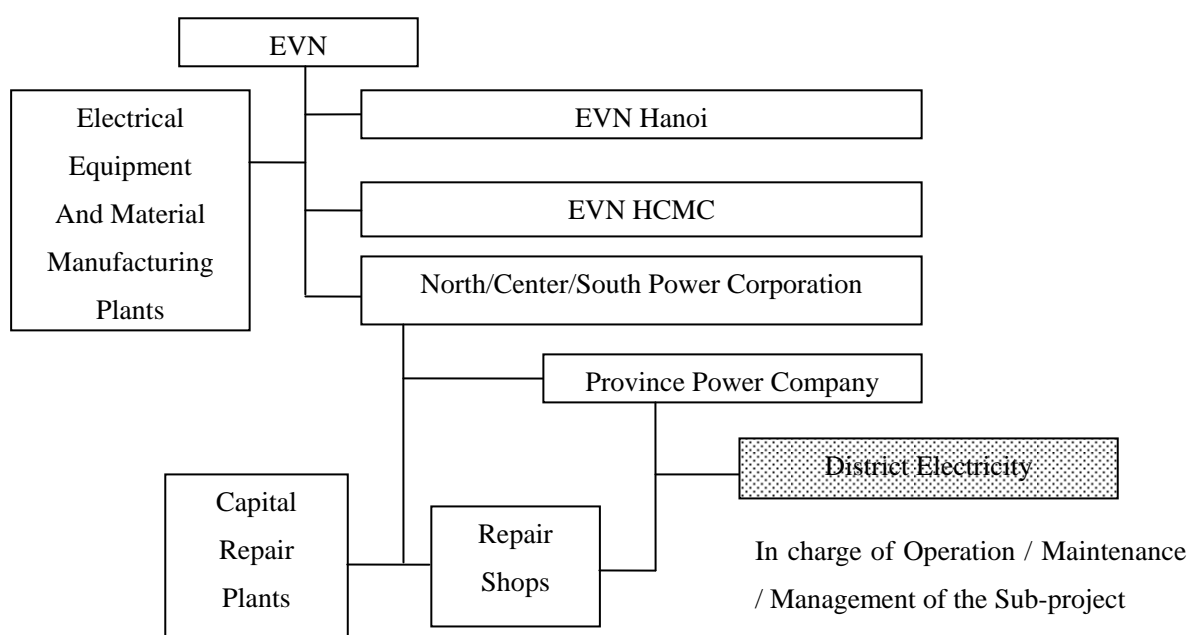 EVN
Electrical
Equipment
And Material
Manufacturing
Plants
EVN Hanoi
EVN HCMC
North/Center/South Power Corporation
Province Power Company
District Electricity
Capital
Repair
Plants
Repair
Shops
In charge of Operation / Maintenance
/ Management of the Sub-project